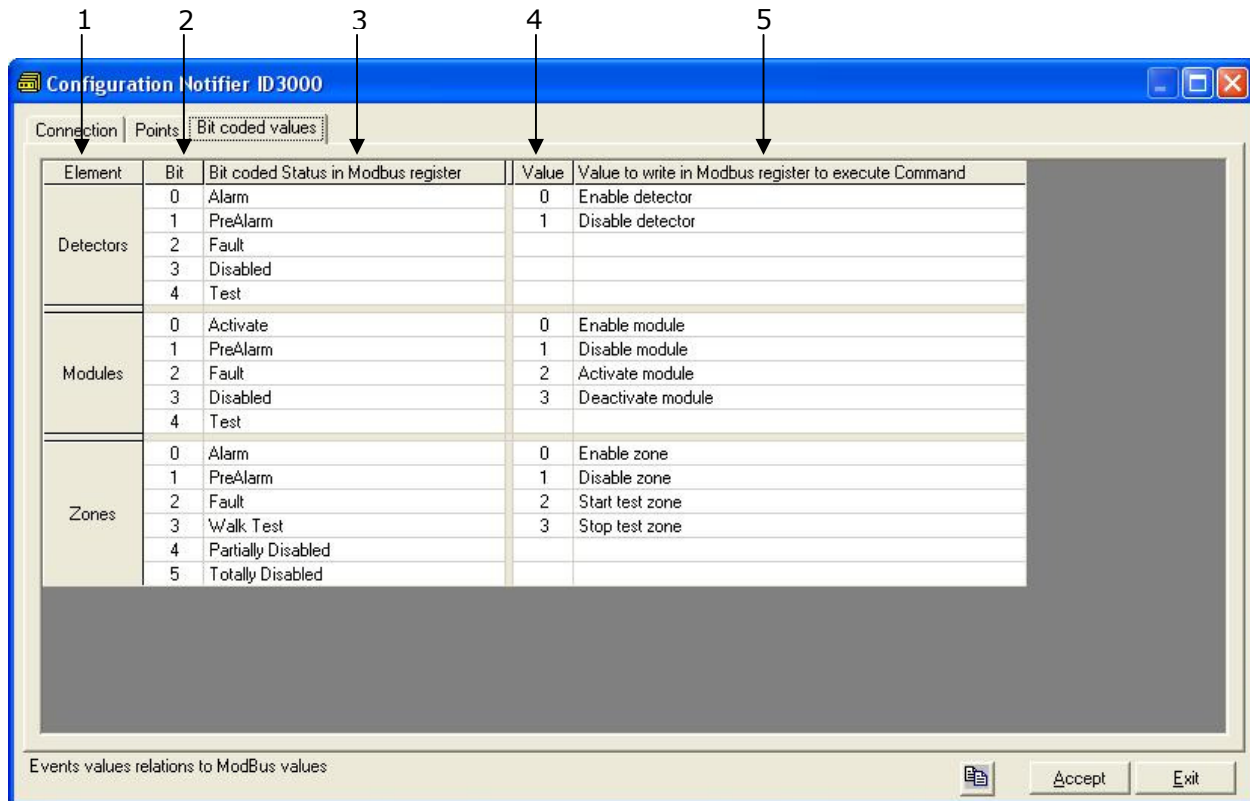 1 2 3 4 5
Configuration Notifier ID3000
Connection Points Bit coded values
Element Bit Bit coded Status in Modbus register Value Value to write in Modbus register to execute Command
0 Alarm 0 Enable detector
1 PreAlarm 1 Disable detector
Detectors 2 Fault
3 Disabled
4 Test
0 Activate 0 Enable module
1 PreAlarm 1 Disable module
Modules 2 Fault 2 Activate module
3 Disabled 3 Deactivate module
4 Test
0 Alarm 0 Enable zone
1 PreAlarm 1 Disable zone
Zones 2 Fault 2 Start test zone
3 Walk Test 3 Stop test zone
4 Partially Disabled
5 Totally Disabled
Events values relations to ModBus values
Accept Exit